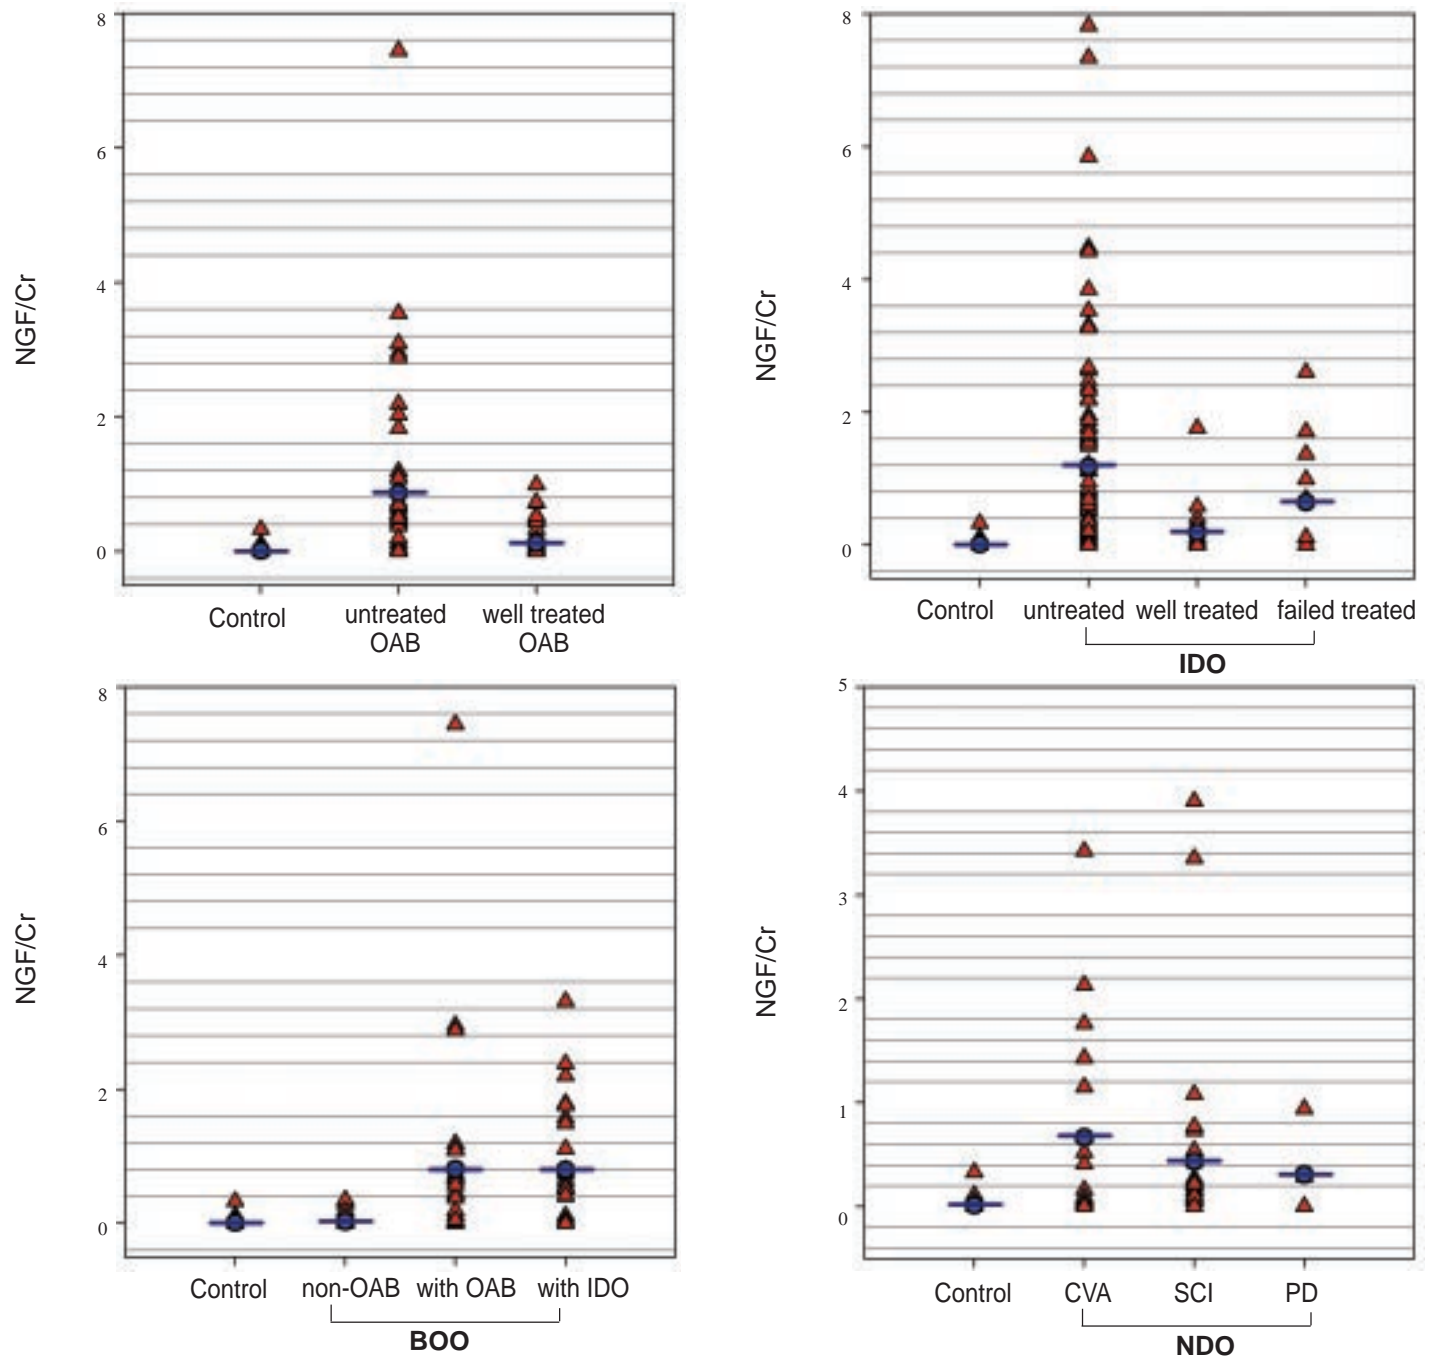 8
6
4
2
0
NGF/Cr
Control
untreated
OAB
well treated
OAB
8
6
4
2
0
NGF/Cr
Control
untreated
well treated
failed treated
IDO
8
6
4
2
0
NGF/Cr
Control
non-OAB
with OAB
with IDO
BOO
5
4
3
2
1
0
NGF/Cr
Control
CVA
SCI
PD
NDO